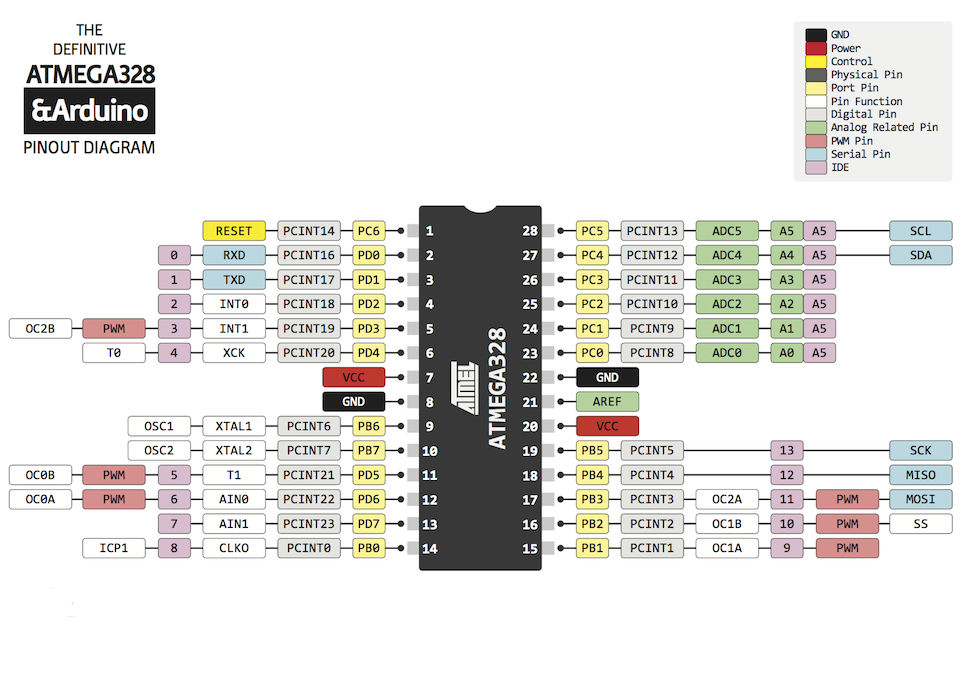 THE
DEFINITIVE
ATMEGA328
&Arduino
PINOUT DIAGRAM
GND
Power
Control
Physical Pin
Port Pin
Pin Function
Digital Pin
Analog Related Pin
PWM Pin
Serial Pin
IDE
RESET PCINT14 PC6 1 28 PC5 PCINT13 ADC5 A5 A5 SCL
0 RXD PCINT16 PD0 2 27 PC4 PCINT12 ADC4 A4 A5 SDA
1 TXD PCINT17 PD1 3 26 PC3 PCINT11 ADC3 A3 A5
2 INT0 PCINT18 PD2 4 25 PC2 PCINT10 ADC2 A2 A5
OC2B PWM 3 INT1 PCINT19 PD3 5 24 PC1 PCINT9 ADC1 A1 A5
T0 4 XCK PCINT20 PD4 6 23 PC0 PCINT8 ADC0 A0 A5
VCC 7 22 GND
GND 8 21 AREF
OSC1 XTAL1 PCINT6 PB6 9 20 VCC
OSC2 XTAL2 PCINT7 PB7 10 19 PB5 PCINT5 13 SCK
OC0B PWM 5 T1 PCINT21 PD5 11 18 PB4 PCINT4 12 MISO
OC0A PWM 6 AIN0 PCINT22 PD6 12 17 PB3 PCINT3 OC2A 11 PWM MOSI
7 AIN1 PCINT23 PD7 13 16 PB2 PCINT2 OC1B 10 PWM SS
ICP1 8 CLKO PCINT0 PB0 14 15 PB1 PCINT1 OC1A 9 PWM
ATMEL
ATMEGA328